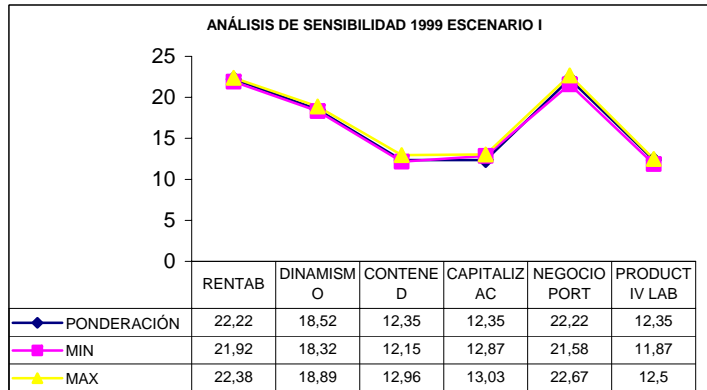 ANÁLISIS DE SENSIBILIDAD 1999 ESCENARIO I
25
20
15
10
5
0
RENTAB DINAMISM CONTENE CAPITALIZ NEGOCIO PRODUCT
O D AC PORT IV LAB
PONDERACIÓN 22,22 18,52 12,35 12,35 22,22 12,35
MIN 21,92 18,32 12,15 12,87 21,58 11,87
MAX 22,38 18,89 12,96 13,03 22,67 12,5